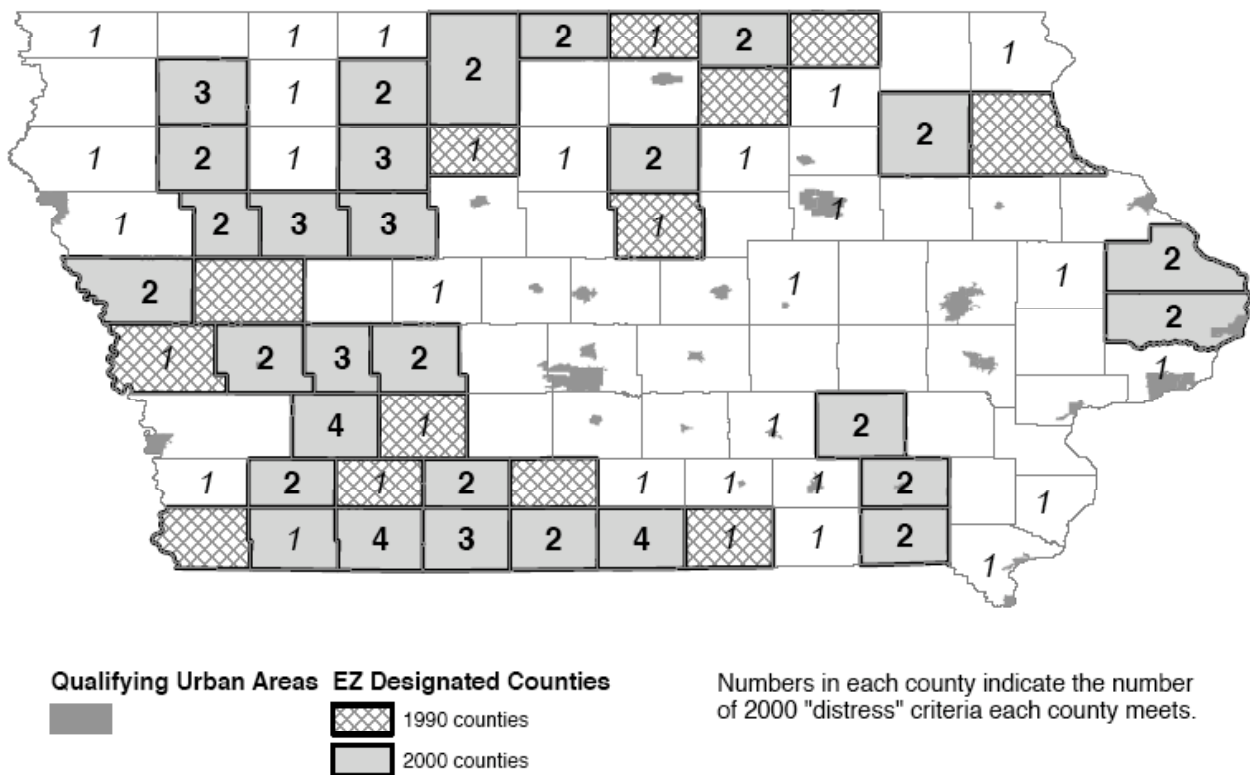 1 1 1 2 1 2 1
3 1 2 2 1
1 2 1 3 1 1 2 1 2
1 2 3 3 1 1
2 1 1 1 2
1 2 3 2 2
1
4 1 1 2
1 2 1 2 1 1 1 2 1
1 4 3 2 4 1 1 2 1
Qualifying Urban Areas EZ Designated Counties
1990 counties
2000 counties
Numbers in each county indicate the number
of 2000 "distress" criteria each county meets.